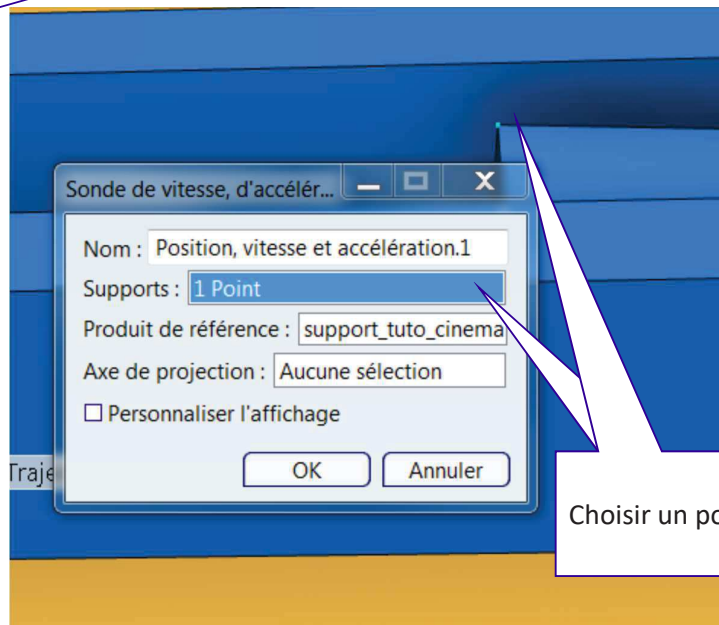 Sonde de vitesse, d'accélér...
Nom : Position, vitesse et accélération.1
Supports : 1 Point
Produit de référence : support_tuto_cinema
Axe de projection : Aucune sélection
Personnaliser l'affichage
Traje
OK Annuler
Choisir un po